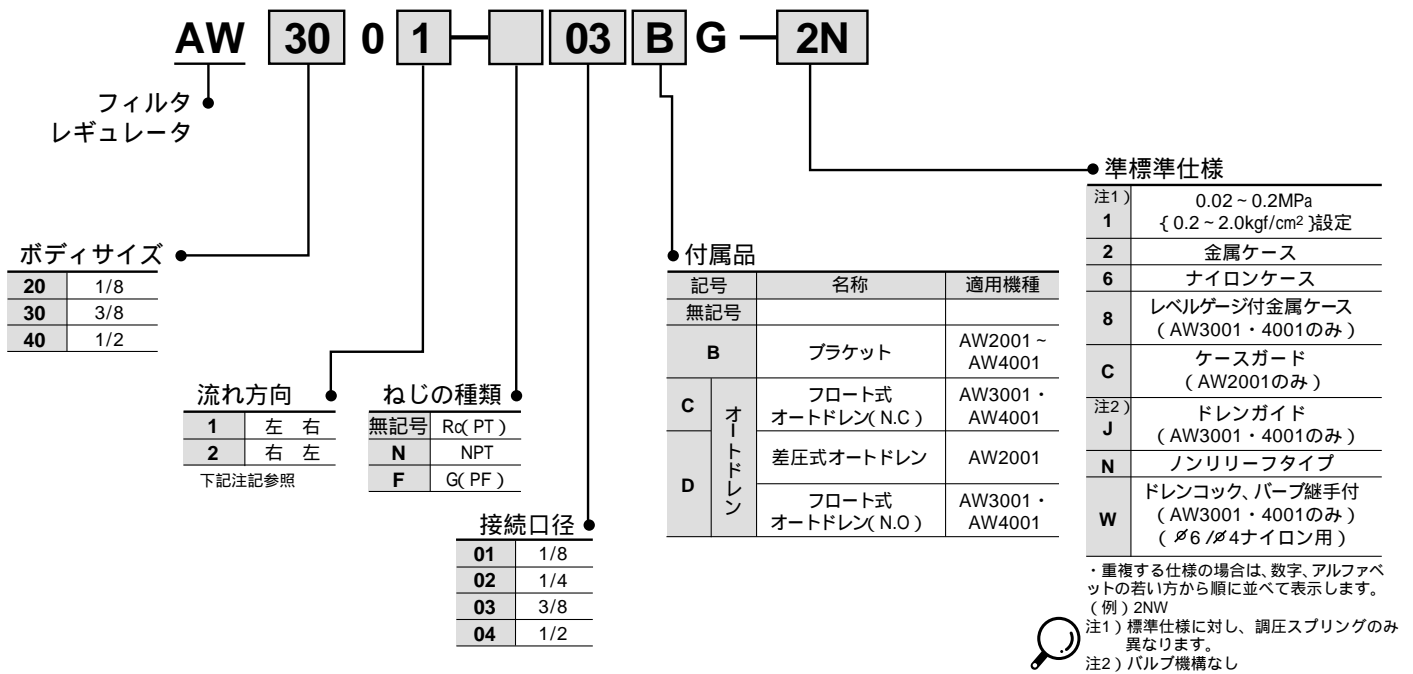 AW 30 0 1 — 03 B G — 2N
フィルタ
レギュレータ
ボディサイズ
20 1/8
30 3/8
40 1/2
流れ方向
1 左 右
2 右 左
下記注記参照
ねじの種類
無記号 Rc(PT)
N NPT
F G(PF)
接続口径
01 1/8
02 1/4
03 3/8
04 1/2
付属品
記号 名称 適用機種
無記号
B ブラケット AW2001~
AW4001
C オートドレン フロート式
オートドレン(N.C) AW3001・
AW4001
D 差圧式オートドレン AW2001
フロート式
オートドレン(N.O) AW3001・
AW4001
準標準仕様
注1)
1 0.02~0.2MPa
{0.2~2.0kgf/cm²}設定
2 金属ケース
6 ナイロンケース
8 レベルゲージ付金属ケース
(AW3001・4001のみ)
C ケースガード
(AW2001のみ)
注2)
J ドレンガイド
(AW3001・4001のみ)
N ノンリリーフタイプ
W ドレンコック、バーブ継手付
(AW3001・4001のみ)
(ø6/ø4ナイロン用)
・重複する仕様の場合は、数字、アルファベ
ットの若い方から順に並べて表示します。
(例)2NW
注1)標準仕様に対し、調圧スプリングのみ
異なります。
注2)バルブ機構なし